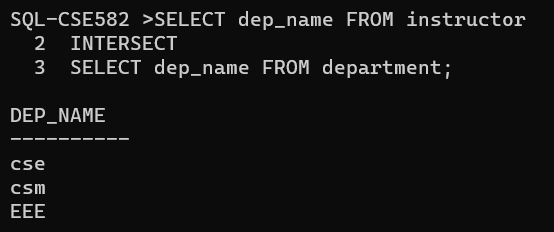 SQL-CSE582 >SELECT dep_name FROM instructor
  2  INTERSECT
  3  SELECT dep_name FROM department;

DEP_NAME
----------
cse
csm
EEE